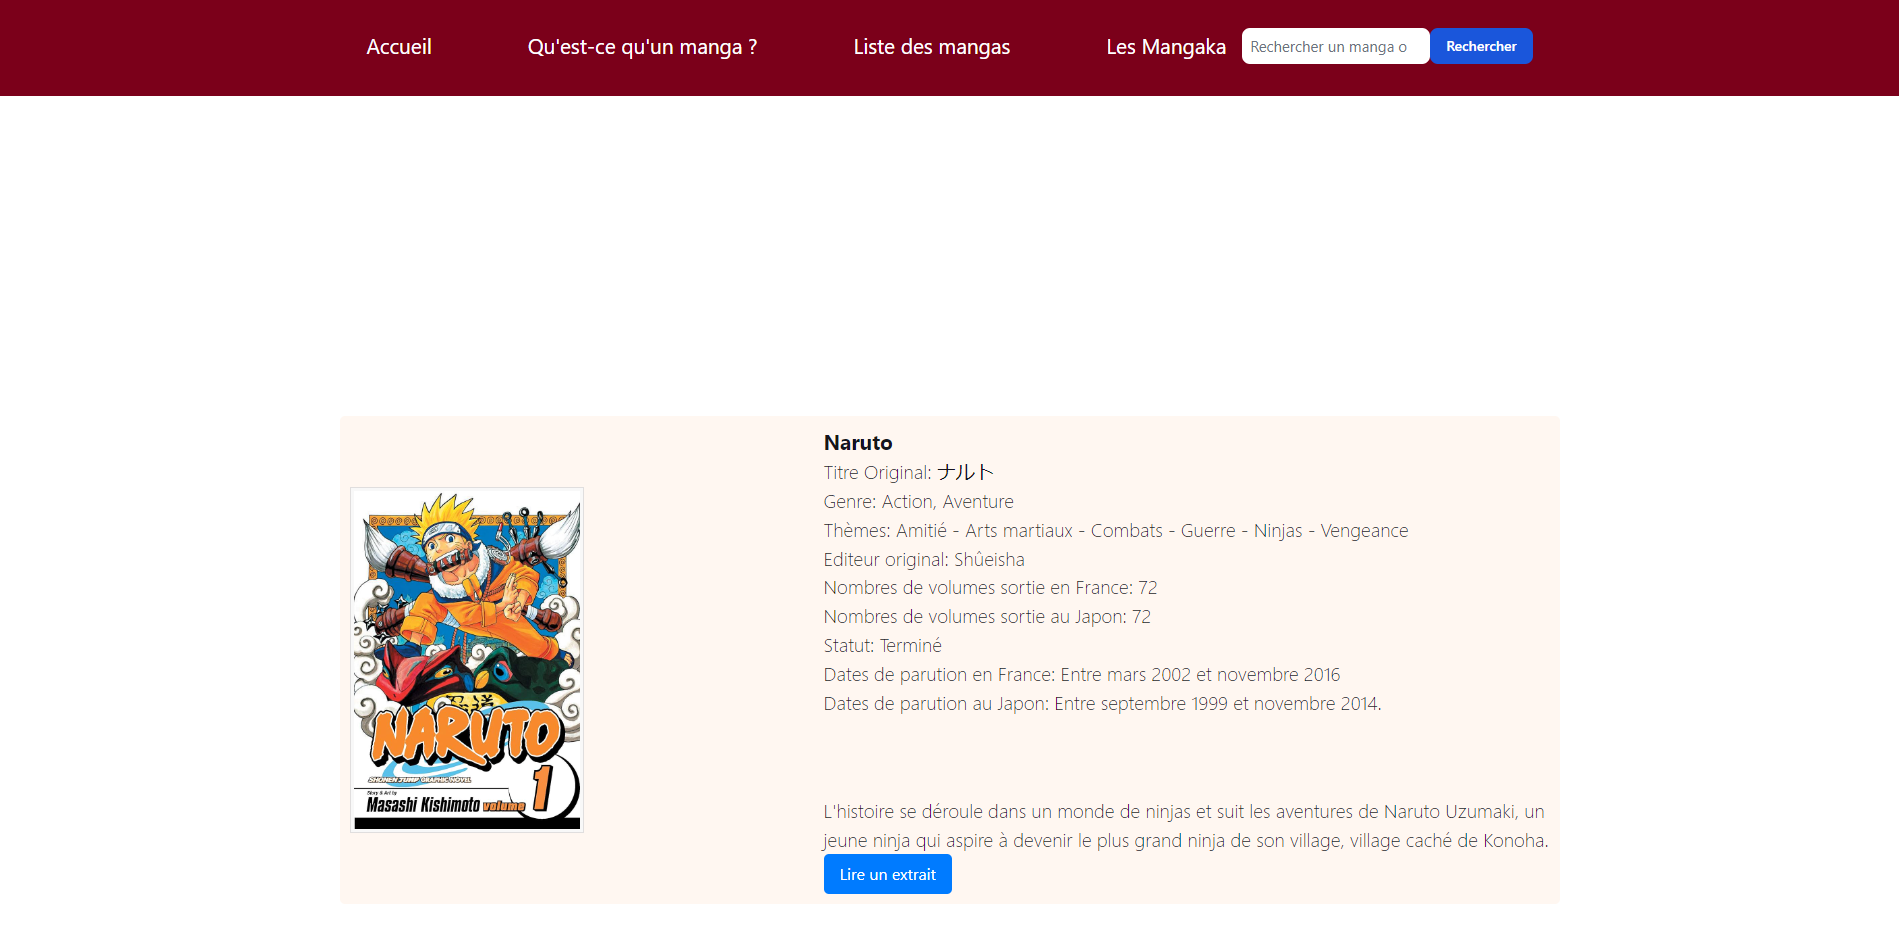 Accueil
Qu'est-ce qu'un manga ?
Liste des mangas
Les Mangaka
Rechercher un manga o
Rechercher
NARUTO
SHONEN JUMP GRAPHIC NOVEL
1
Story & Art by
Masashi Kishimoto volume
Naruto
Titre Original: ナルト
Genre: Action, Aventure
Thèmes: Amitié - Arts martiaux - Combats - Guerre - Ninjas - Vengeance
Editeur original: Shûeisha
Nombres de volumes sortie en France: 72
Nombres de volumes sortie au Japon: 72
Statut: Terminé
Dates de parution en France: Entre mars 2002 et novembre 2016
Dates de parution au Japon: Entre septembre 1999 et novembre 2014.
L'histoire se déroule dans un monde de ninjas et suit les aventures de Naruto Uzumaki, un
jeune ninja qui aspire à devenir le plus grand ninja de son village, village caché de Konoha.
Lire un extrait